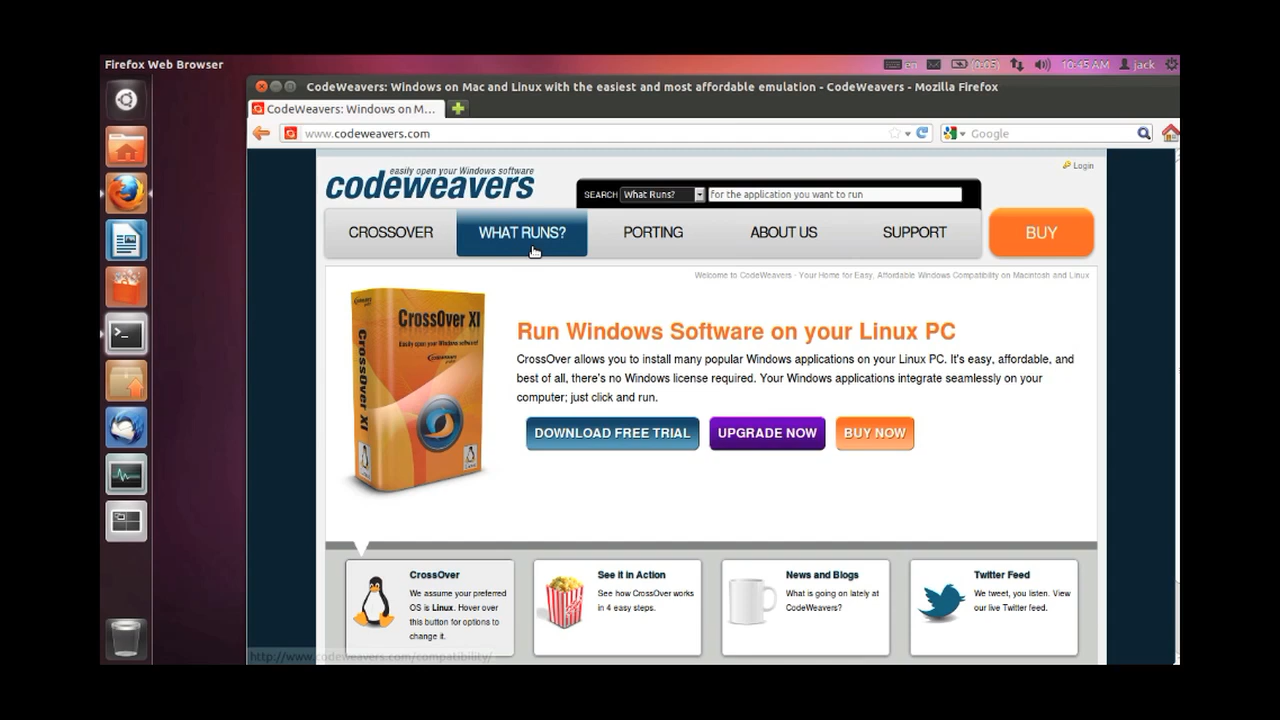 Firefox Web Browser
en (0:05) 10:45 AM jack
CodeWeavers: Windows on Mac and Linux with the easiest and most affordable emulation - CodeWeavers - Mozilla Firefox
CodeWeavers: Windows on M...
www.codeweavers.com
Google
Login
easily open your Windows software
codeweavers
SEARCH What Runs? for the application you want to run
CROSSOVER
WHAT RUNS?
PORTING
ABOUT US
SUPPORT
BUY
Welcome to CodeWeavers - Your Home for Easy, Affordable Windows Compatibility on Macintosh and Linux
CrossOver XI
Easily open your Windows software!
CrossOver XI
Run Windows Software on your Linux PC
CrossOver allows you to install many popular Windows applications on your Linux PC. It's easy, affordable, and
best of all, there's no Windows license required. Your Windows applications integrate seamlessly on your
computer; just click and run.
DOWNLOAD FREE TRIAL
UPGRADE NOW
BUY NOW
CrossOver
We assume your preferred
OS is Linux. Hover over
this button for options to
change it.
See it in Action
See how CrossOver works
in 4 easy steps.
News and Blogs
What is going on lately at
CodeWeavers?
Twitter Feed
We tweet, you listen. View
our live Twitter feed.
http://www.codeweavers.com/compatibility/